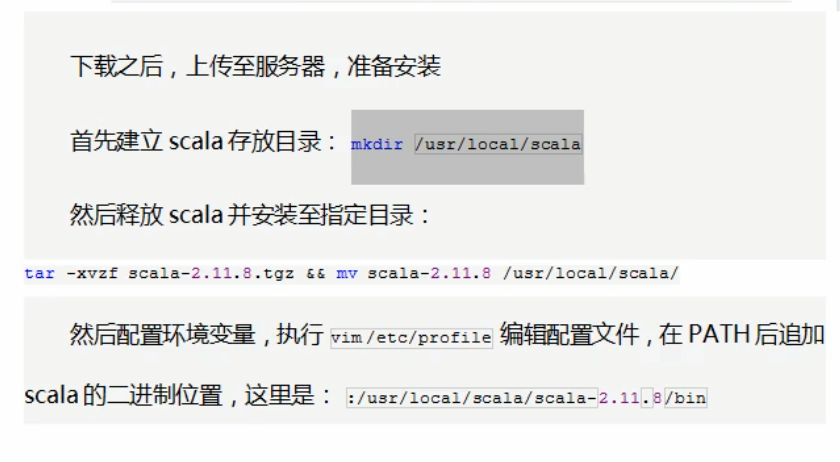 下载之后，上传至服务器，准备安装
首先建立 scala 存放目录： mkdir /usr/local/scala
然后释放 scala 并安装至指定目录：
tar -xvzf scala-2.11.8.tgz && mv scala-2.11.8 /usr/local/scala/
然后配置环境变量，执行 vim/etc/profile 编辑配置文件，在 PATH 后追加
scala 的二进制位置，这里是： :/usr/local/scala/scala-2.11.8/bin